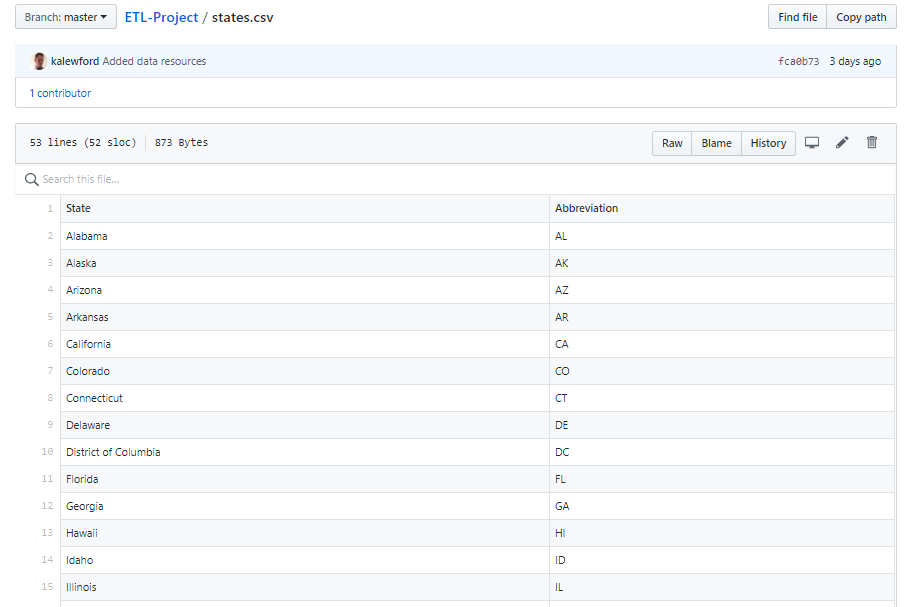 Branch: master ETL-Project / states.csv Find file Copy path
kalewford Added data resources fca0b73 3 days ago
1 contributor
53 lines (52 sloc) 873 Bytes Raw Blame History
Search this file...
1 State Abbreviation
2 Alabama AL
3 Alaska AK
4 Arizona AZ
5 Arkansas AR
6 California CA
7 Colorado CO
8 Connecticut CT
9 Delaware DE
10 District of Columbia DC
11 Florida FL
12 Georgia GA
13 Hawaii HI
14 Idaho ID
15 Illinois IL